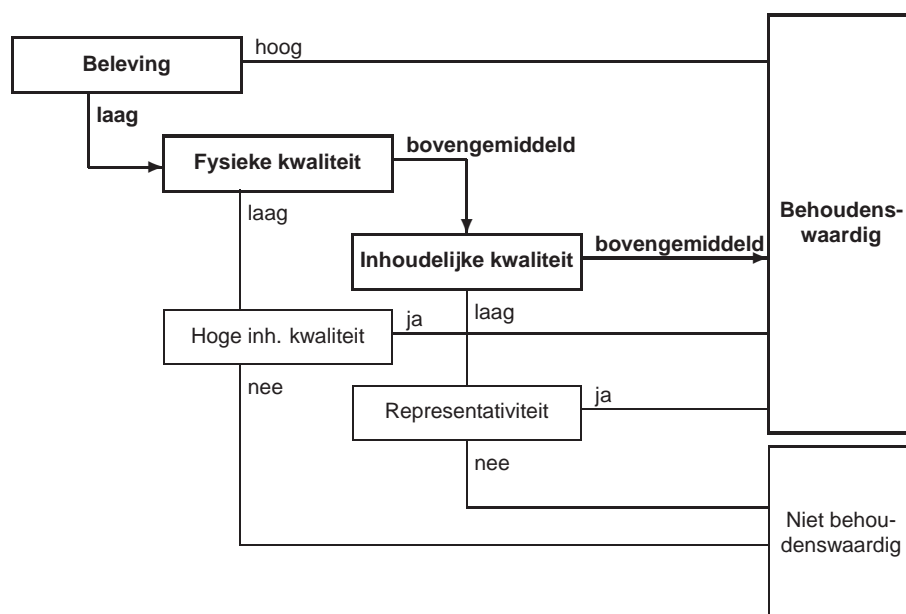 hoog
Beleving
laag
bovengemiddeld
Fysieke kwaliteit
laag
Behoudens-
waardig
bovengemiddeld
Inhoudelijke kwaliteit
laag
ja
Hoge inh. kwaliteit
nee
ja
Representativiteit
nee
Niet behou-
denswaardig